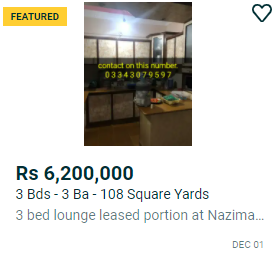 FEATURED
contact on this number.
03343079597
Rs 6,200,000
3 Bds - 3 Ba - 108 Square Yards
3 bed lounge leased portion at Nazima...
DEC 01